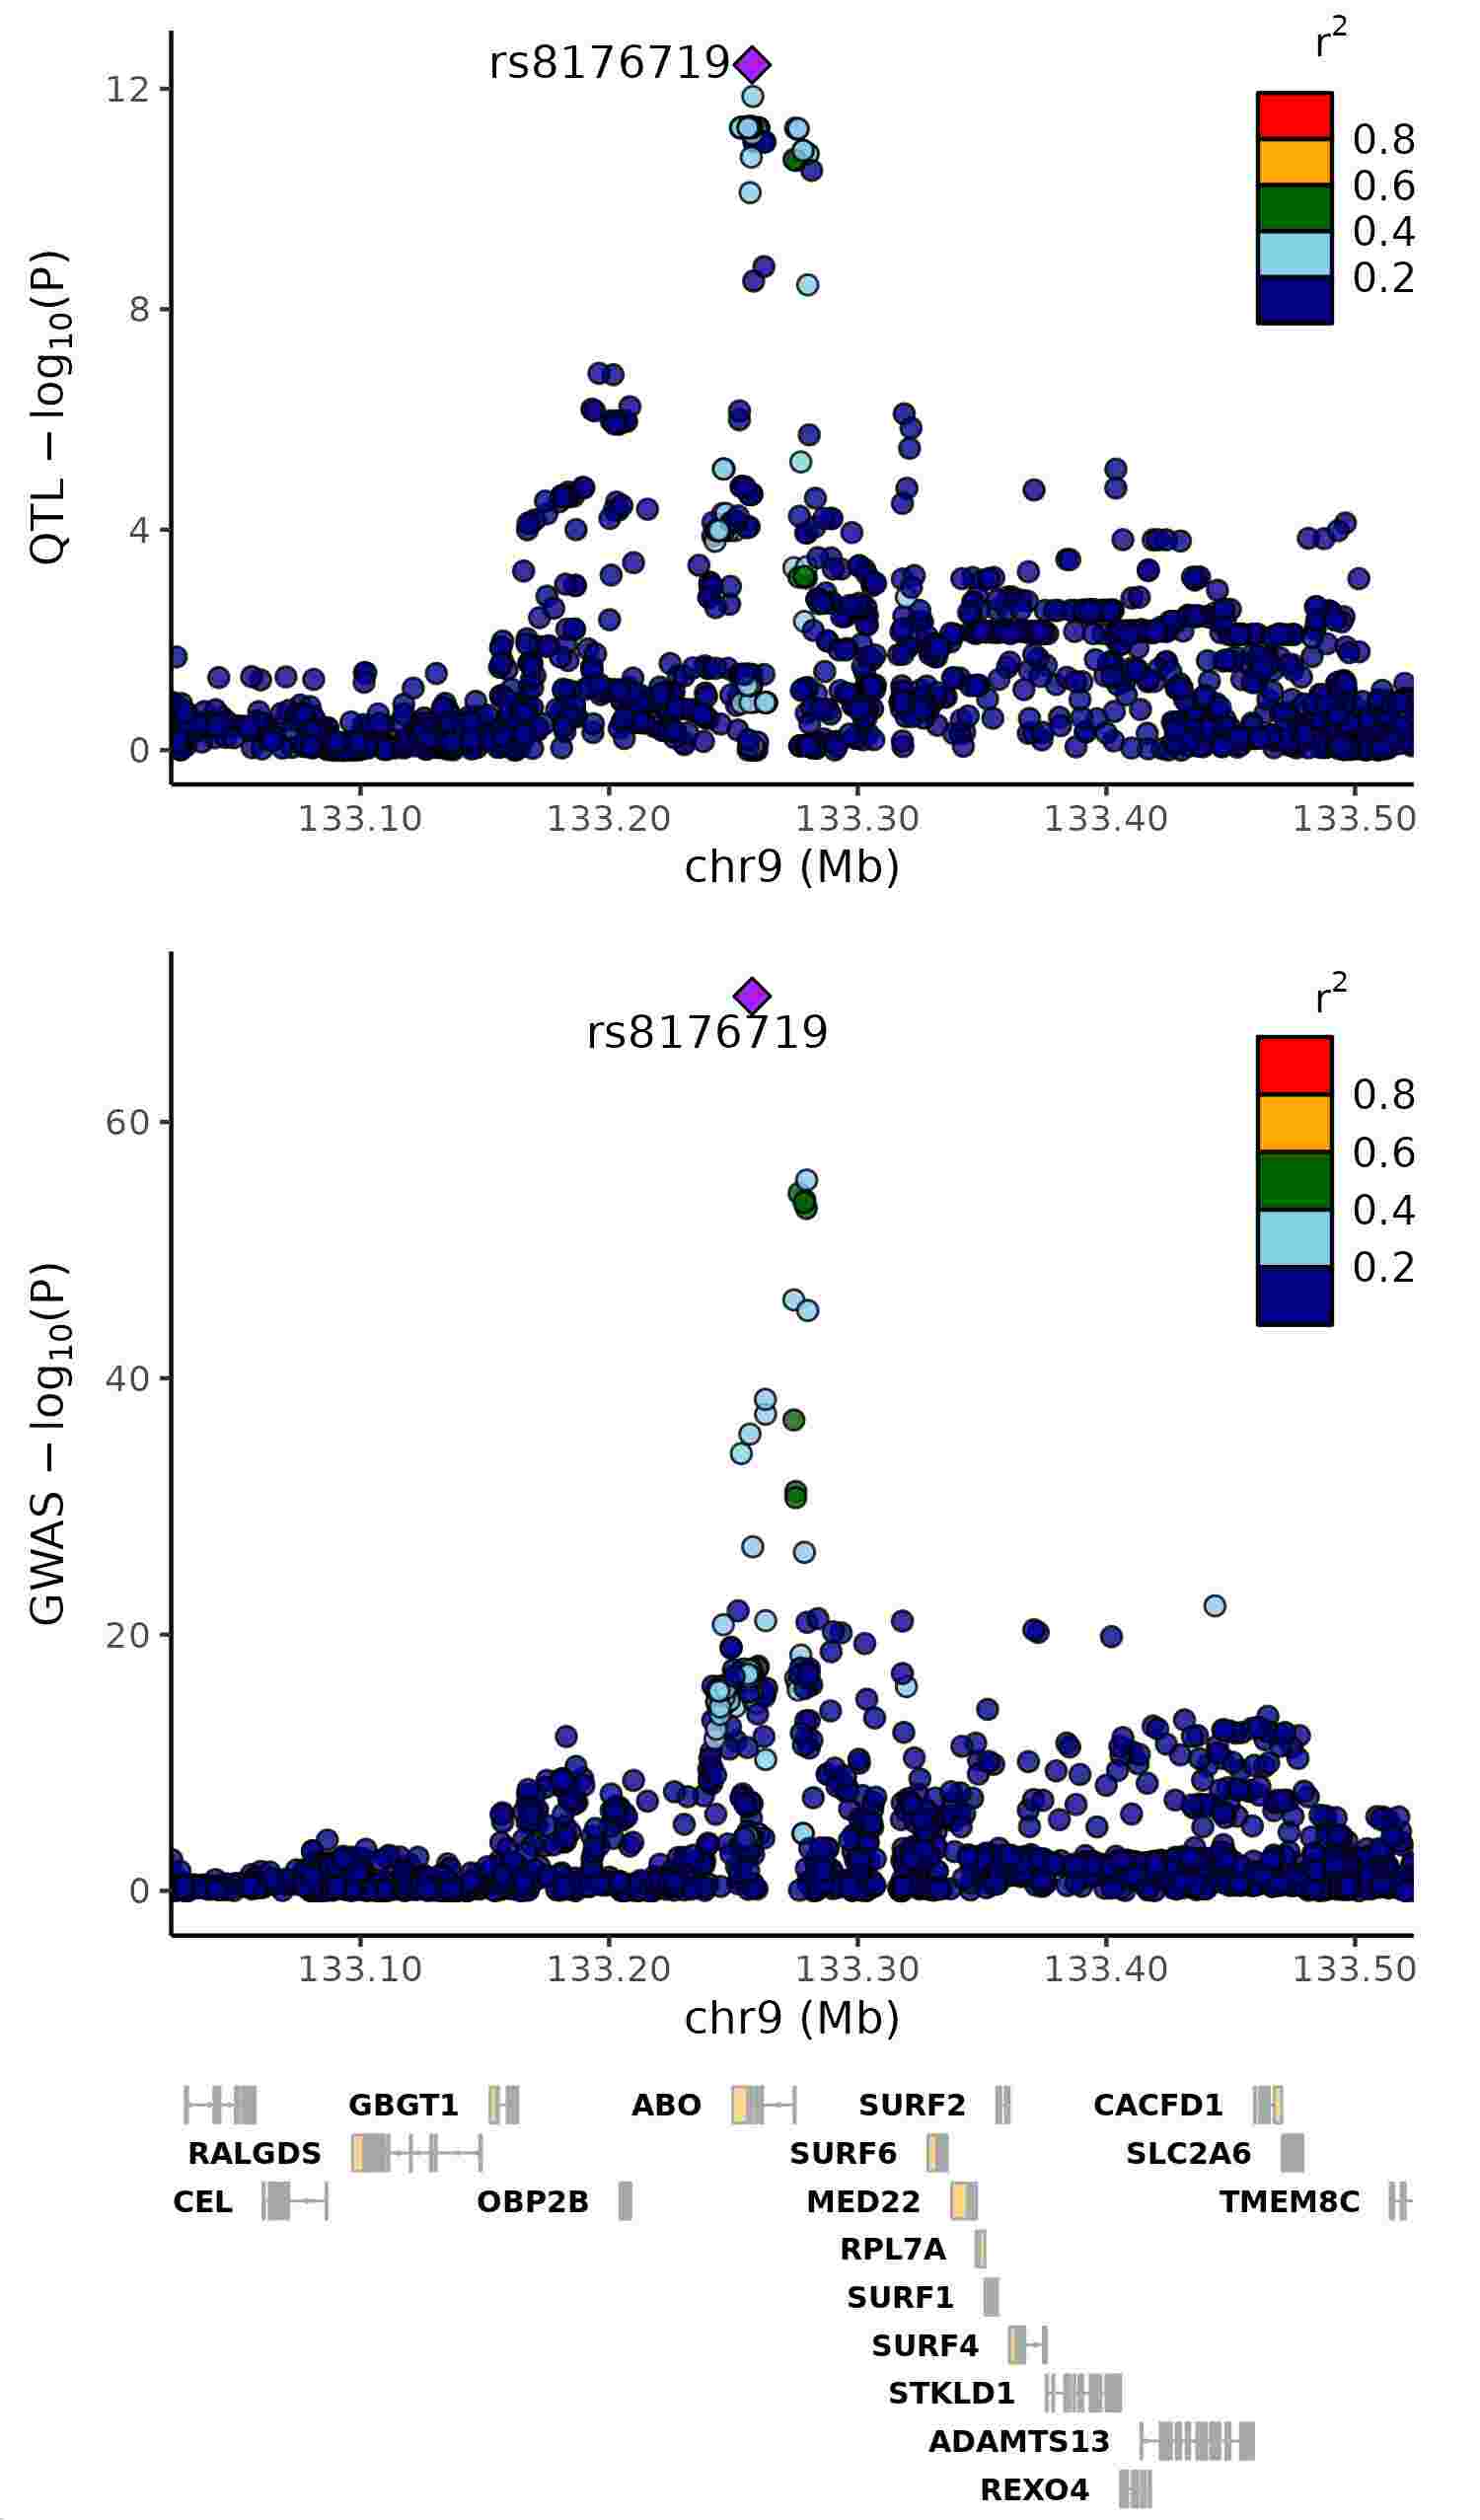 r2
rs8176719
12
8
4
0
QTL −log10(P)
0.8
0.6
0.4
0.2
133.10 133.20 133.30 133.40 133.50
chr9 (Mb)
r2
rs8176719
60
40
20
0
GWAS −log10(P)
0.8
0.6
0.4
0.2
133.10 133.20 133.30 133.40 133.50
chr9 (Mb)
GBGT1 ABO SURF2 CACFD1
RALGDS SURF6 SLC2A6
CEL OBP2B MED22 TMEM8C
RPL7A
SURF1
SURF4
STKLD1
ADAMTS13
REXO4